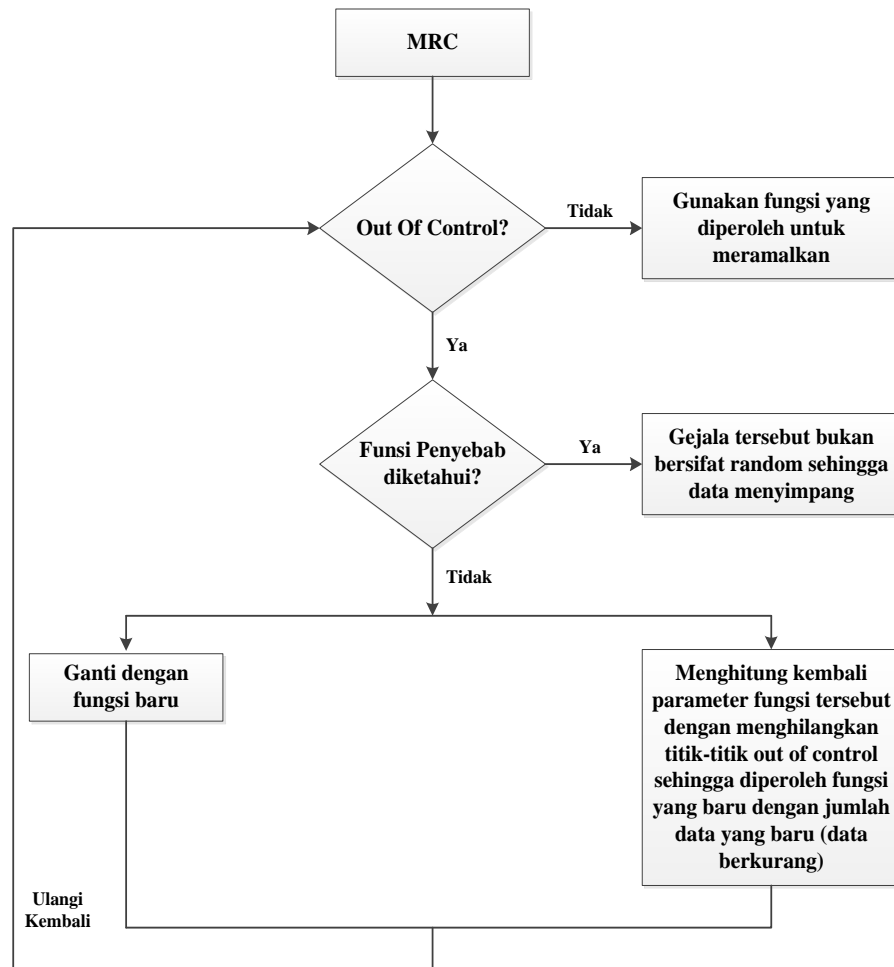 MRC
Out Of Control?
Tidak
Gunakan fungsi yang
diperoleh untuk
meramalkan
Ya
Funsi Penyebab
diketahui?
Ya
Gejala tersebut bukan
bersifat random sehingga
data menyimpang
Tidak
Ganti dengan
fungsi baru
Menghitung kembali
parameter fungsi tersebut
dengan menghilangkan
titik-titik out of control
sehingga diperoleh fungsi
yang baru dengan jumlah
data yang baru (data
berkurang)
Ulangi
Kembali